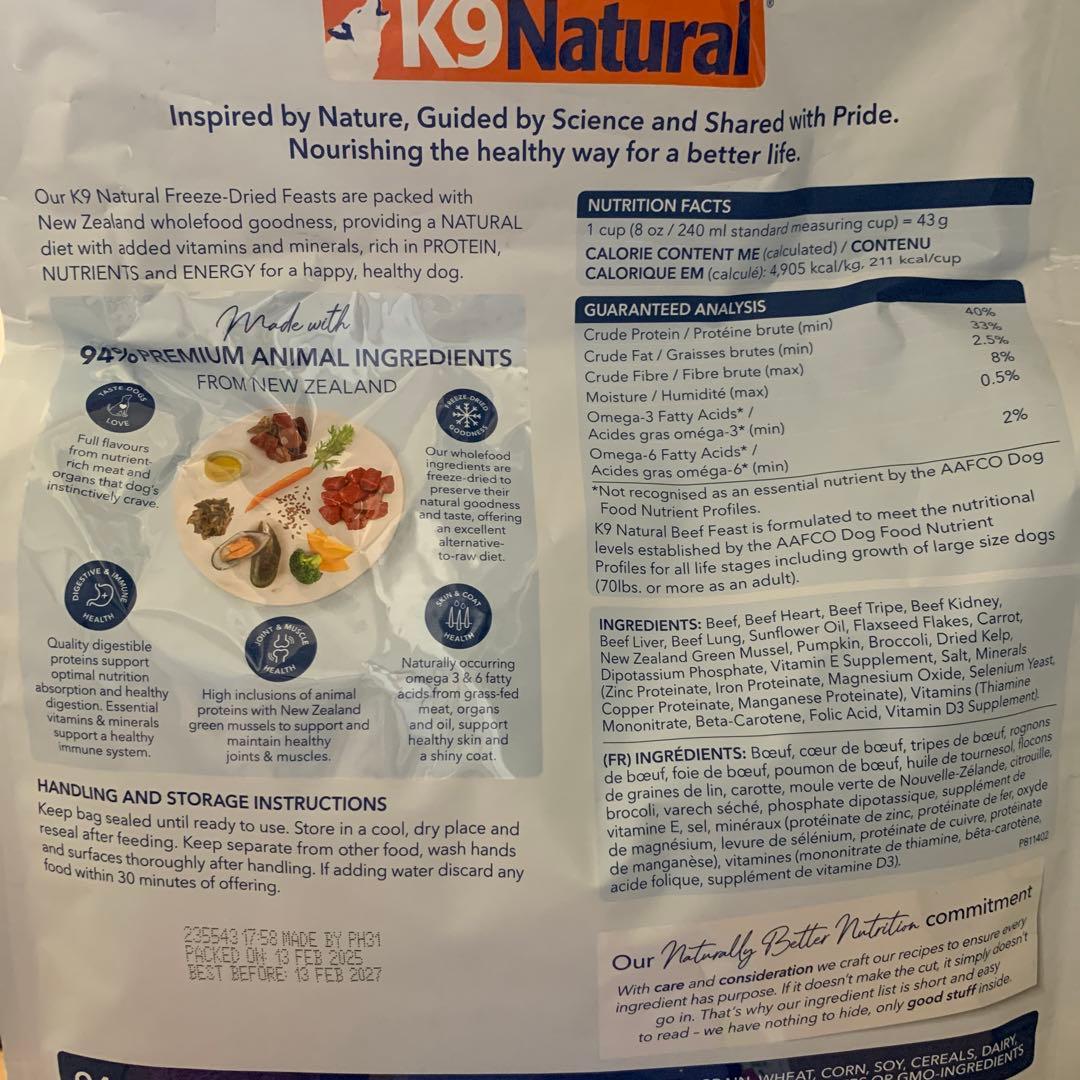 K9Natural®
Inspired by Nature, Guided by Science and Shared with Pride.
Nourishing the healthy way for a better life.
Our K9 Natural Freeze-Dried Feasts are packed with
New Zealand wholefood goodness, providing a NATURAL
diet with added vitamins and minerals, rich in PROTEIN,
NUTRIENTS and ENERGY for a happy, healthy dog.
Made with
94% PREMIUM ANIMAL INGREDIENTS
FROM NEW ZEALAND
TASTE DOGS
LOVE
Full flavours
from nutrient-
rich meat and
organs that dog's
instinctively crave.
FREEZE-DRIED
GOODNESS
Our wholefood
ingredients are
freeze-dried to
preserve their
natural goodness
and taste, offering
an excellent
alternative-
to-raw diet.
DIGESTIVE & IMMUNE
HEALTH
Quality digestible
proteins support
optimal nutrition
absorption and healthy
digestion. Essential
vitamins & minerals
support a healthy
immune system.
JOINT & MUSCLE
HEALTH
High inclusions of animal
proteins with New Zealand
green mussels to support and
maintain healthy
joints & muscles.
SKIN & COAT
HEALTH
Naturally occurring
omega 3 & 6 fatty
acids from grass-fed
meat, organs
and oil, support
healthy skin and
a shiny coat.
HANDLING AND STORAGE INSTRUCTIONS
Keep bag sealed until ready to use. Store in a cool, dry place and
reseal after feeding. Keep separate from other food, wash hands
and surfaces thoroughly after handling. If adding water discard any
food within 30 minutes of offering.
235543 17:58 MADE BY PH31
PACKED ON: 13 FEB 2025
BEST BEFORE: 13 FEB 2027
NUTRITION FACTS
1 cup (8 oz / 240 ml standard measuring cup) = 43 g
CALORIE CONTENT ME (calculated) / CONTENU
CALORIQUE EM (calculé): 4,905 kcal/kg, 211 kcal/cup
GUARANTEED ANALYSIS
Crude Protein / Protéine brute (min) 40%
Crude Fat / Graisses brutes (min) 33%
Crude Fibre / Fibre brute (max) 2.5%
Moisture / Humidité (max) 8%
Omega-3 Fatty Acids* /
Acides gras oméga-3* (min) 0.5%
Omega-6 Fatty Acids* /
Acides gras oméga-6* (min) 2%
*Not recognised as an essential nutrient by the AAFCO Dog
Food Nutrient Profiles.
K9 Natural Beef Feast is formulated to meet the nutritional
levels established by the AAFCO Dog Food Nutrient
Profiles for all life stages including growth of large size dogs
(70lbs. or more as an adult).
INGREDIENTS: Beef, Beef Heart, Beef Tripe, Beef Kidney,
Beef Liver, Beef Lung, Sunflower Oil, Flaxseed Flakes, Carrot,
New Zealand Green Mussel, Pumpkin, Broccoli, Dried Kelp,
Dipotassium Phosphate, Vitamin E Supplement, Salt, Minerals
(Zinc Proteinate, Iron Proteinate, Magnesium Oxide, Selenium Yeast,
Copper Proteinate, Manganese Proteinate), Vitamins (Thiamine
Mononitrate, Beta-Carotene, Folic Acid, Vitamin D3 Supplement).
(FR) INGRÉDIENTS: Bœuf, cœur de bœuf, tripes de bœuf, rognons
de bœuf, foie de bœuf, poumon de bœuf, huile de tournesol, flocons
de graines de lin, carotte, moule verte de Nouvelle-Zélande, citrouille,
brocoli, varech séché, phosphate dipotassique, supplément de
vitamine E, sel, minéraux (protéinate de zinc, protéinate de fer, oxyde
de magnésium, levure de sélénium, protéinate de cuivre, protéinate
de manganèse), vitamines (mononitrate de thiamine, bêta-carotène,
acide folique, supplément de vitamine D3).
PB11402
Our Naturally Better Nutrition commitment
With care and consideration we craft our recipes to ensure every
ingredient has purpose. If it doesn't make the cut, it simply doesn't
go in. That's why our ingredient list is short and easy
to read - we have nothing to hide, only good stuff inside.
WHEAT, CORN, SOY, CEREALS, DAIRY,
OR GMO-INGREDIENTS